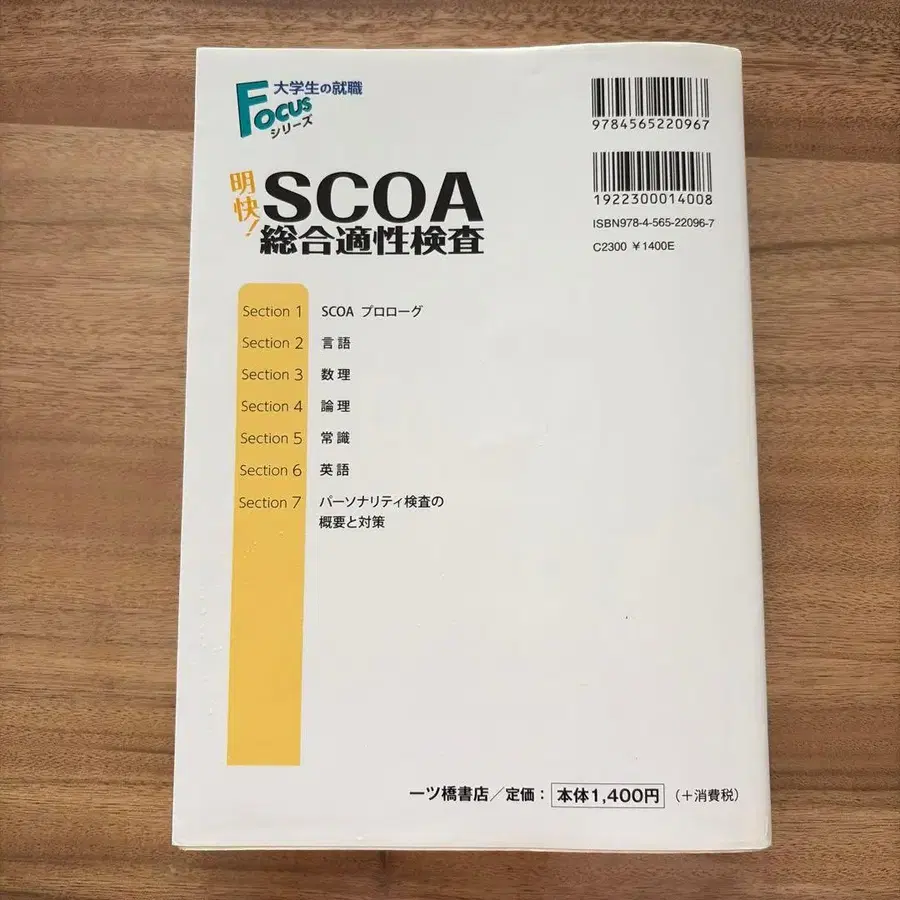 大学生の就職
Focus
シリーズ
明快!
SCOA
総合適性検査
9784565220967
1922300014008
ISBN978-4-565-22096-7
C2300 ¥1400E
Section 1 SCOA プロローグ
Section 2 言語
Section 3 数理
Section 4 論理
Section 5 常識
Section 6 英語
Section 7 パーソナリティ検査の
概要と対策
一ツ橋書店/定価: 本体1,400円 (+消費税)